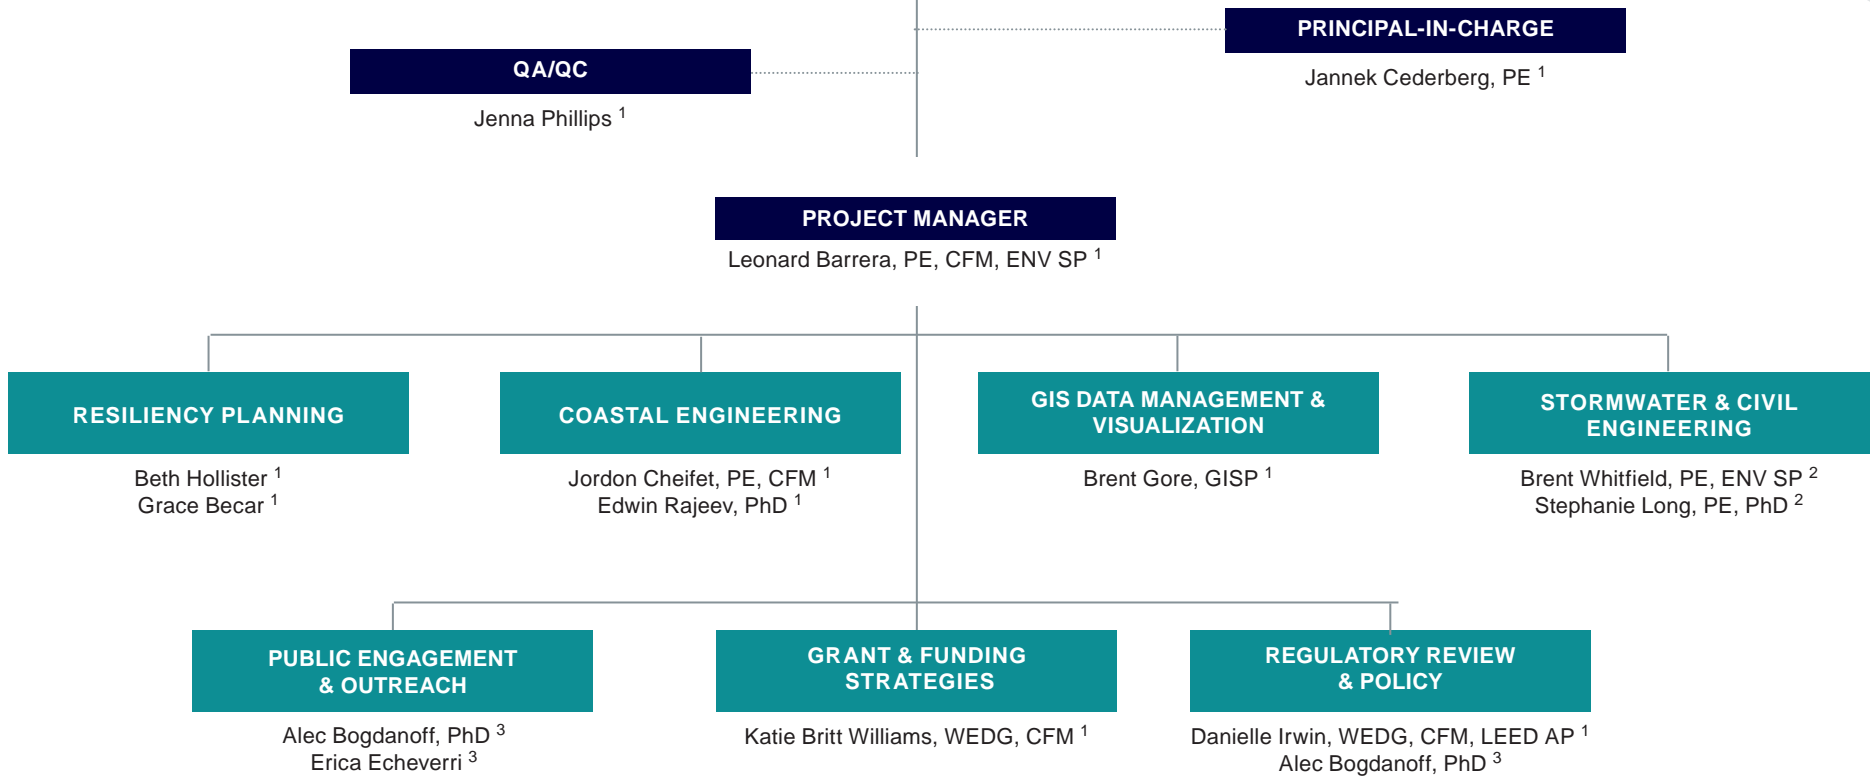 PRINCIPAL-IN-CHARGE
Jannek Cederberg, PE 1
QA/QC
Jenna Phillips 1
PROJECT MANAGER
Leonard Barrera, PE, CFM, ENV SP 1
RESILIENCY PLANNING
Beth Hollister 1
Grace Becar 1
COASTAL ENGINEERING
Jordon Cheifet, PE, CFM 1
Edwin Rajeev, PhD 1
GIS DATA MANAGEMENT &
VISUALIZATION
Brent Gore, GISP 1
STORMWATER & CIVIL
ENGINEERING
Brent Whitfield, PE, ENV SP 2
Stephanie Long, PE, PhD 2
PUBLIC ENGAGEMENT
& OUTREACH
Alec Bogdanoff, PhD 3
Erica Echeverri 3
GRANT & FUNDING
STRATEGIES
Katie Britt Williams, WEDG, CFM 1
REGULATORY REVIEW
& POLICY
Danielle Irwin, WEDG, CFM, LEED AP 1
Alec Bogdanoff, PhD 3